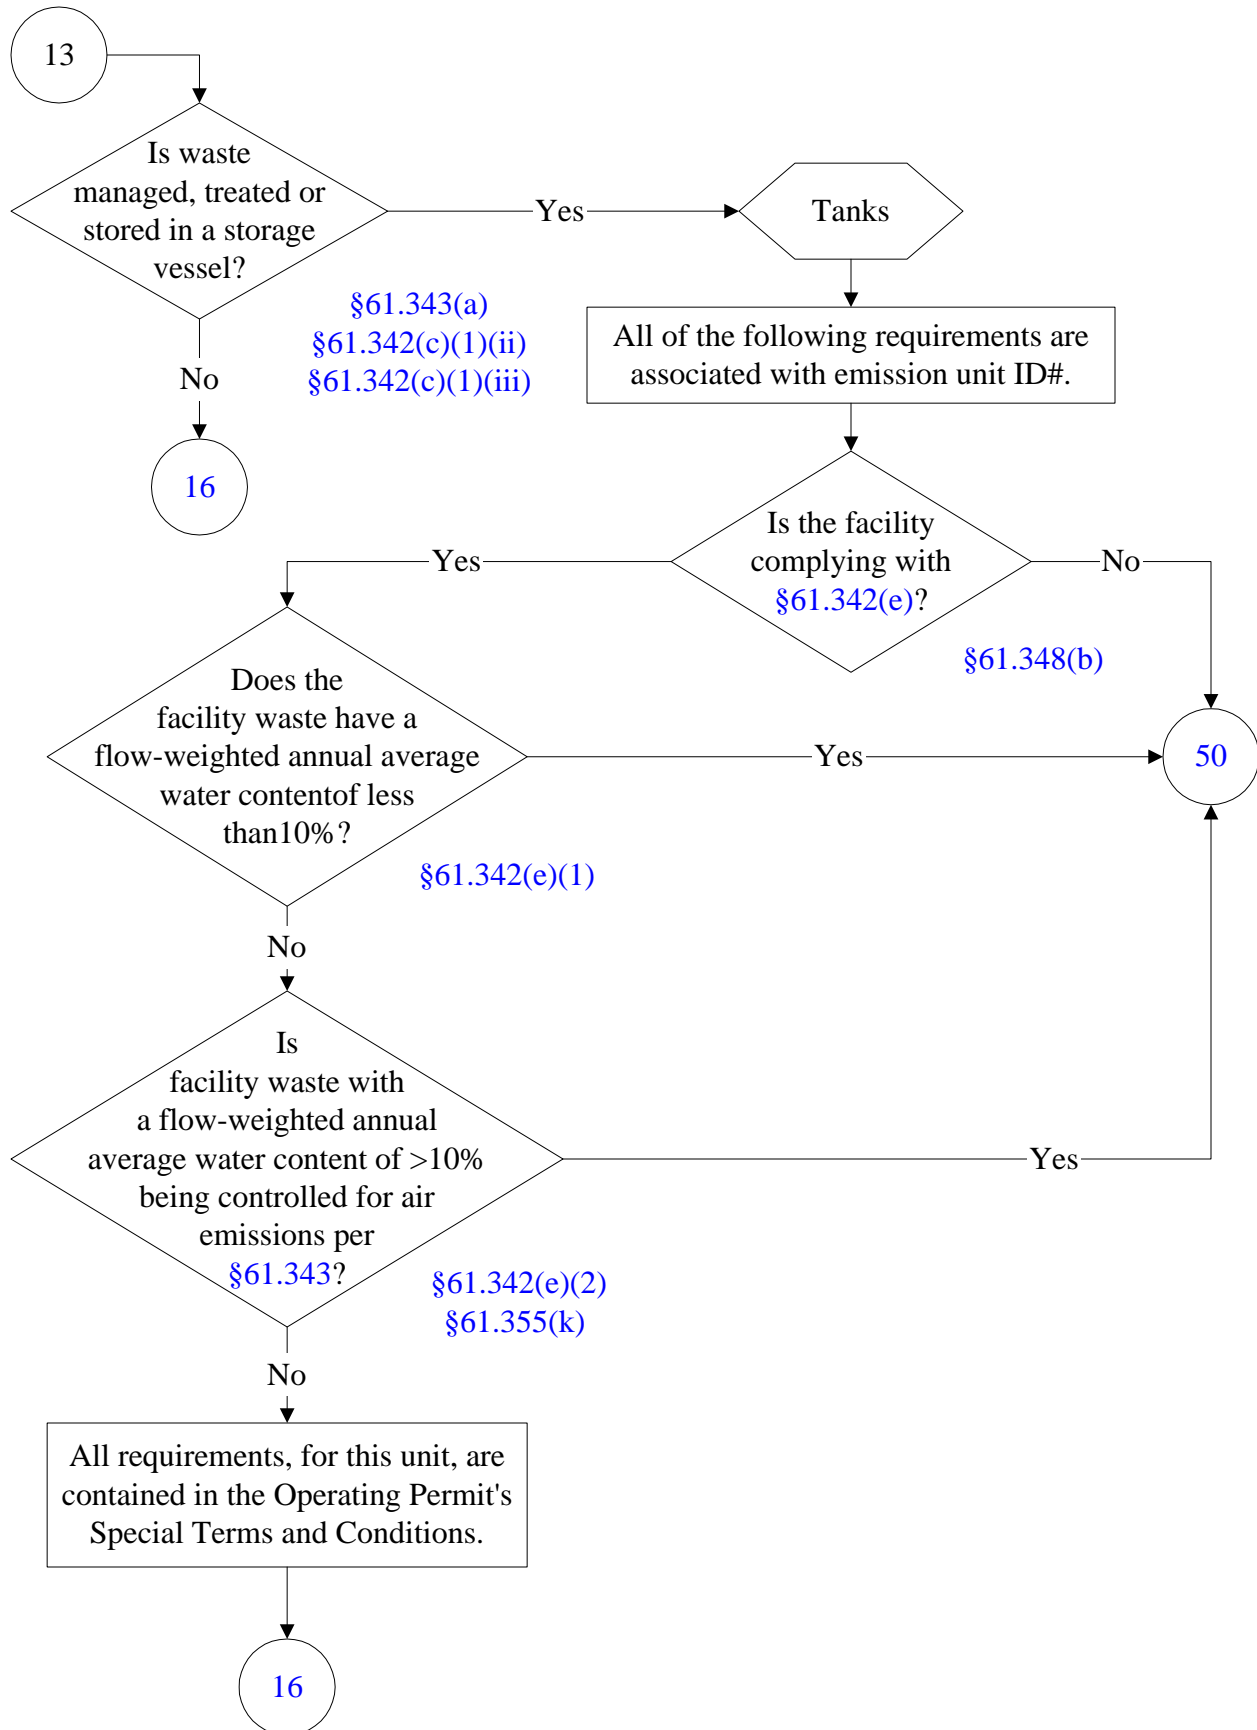 13
Is waste
managed, treated or
stored in a storage
vessel?
Yes
Tanks
§61.343(a)
§61.342(c)(1)(ii)
§61.342(c)(1)(iii)
All of the following requirements are
associated with emission unit ID#.
No
16
Is the facility
complying with
§61.342(e)?
Yes
No
§61.348(b)
Does the
facility waste have a
flow-weighted annual average
water contentof less
than10%?
Yes
50
§61.342(e)(1)
No
Is
facility waste with
a flow-weighted annual
average water content of >10%
being controlled for air
emissions per
§61.343?
Yes
§61.342(e)(2)
§61.355(k)
No
All requirements, for this unit, are
contained in the Operating Permit's
Special Terms and Conditions.
16